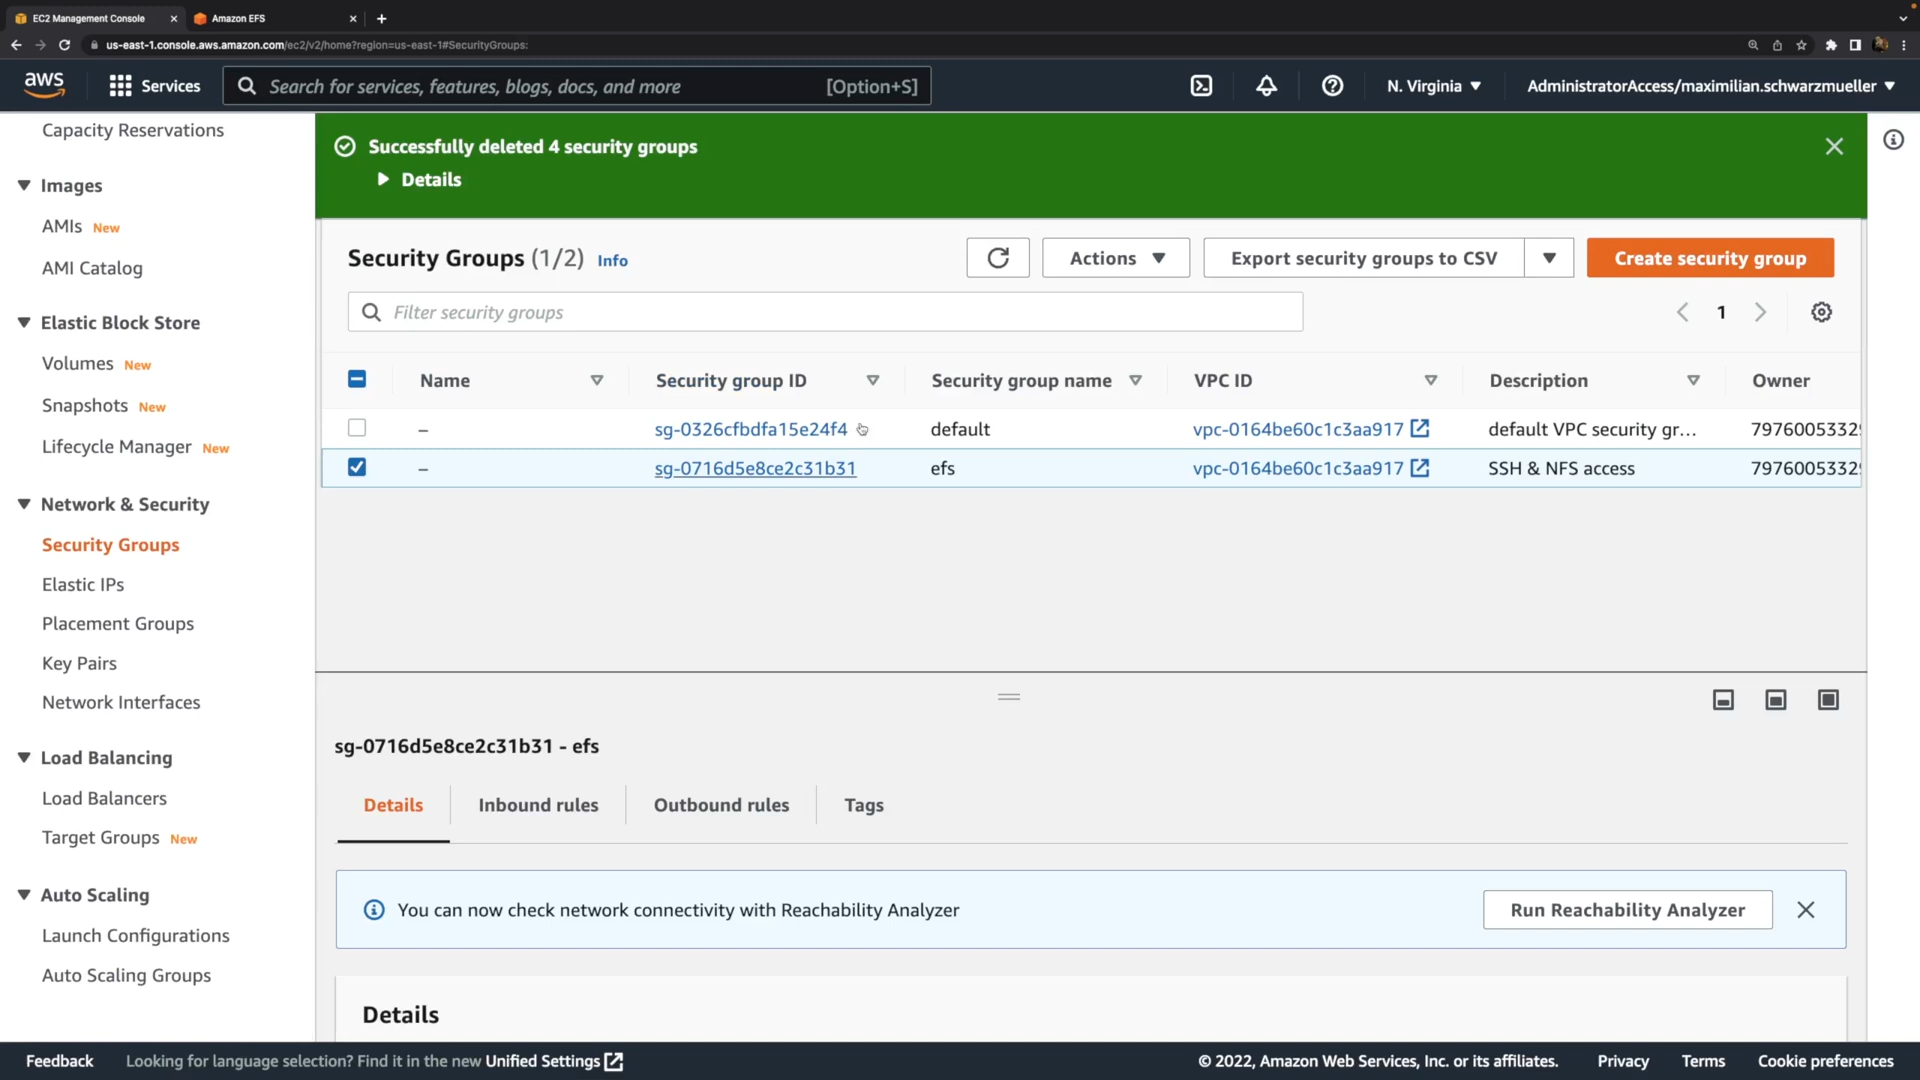 EC2 Management Console
Amazon EFS
us-east-1.console.aws.amazon.com/ec2/v2/home?region=us-east-1#SecurityGroups:
aws
Services
Search for services, features, blogs, docs, and more
[Option+S]
N. Virginia
AdministratorAccess/maximilian.schwarzmueller
Capacity Reservations
Images
AMIs New
AMI Catalog
Elastic Block Store
Volumes New
Snapshots New
Lifecycle Manager New
Network & Security
Security Groups
Elastic IPs
Placement Groups
Key Pairs
Network Interfaces
Load Balancing
Load Balancers
Target Groups New
Auto Scaling
Launch Configurations
Auto Scaling Groups
Successfully deleted 4 security groups
Details
Security Groups (1/2) Info
Actions
Export security groups to CSV
Create security group
Filter security groups
1
Name Security group ID Security group name VPC ID Description Owner
– sg-0326cfbdfa15e24f4 default vpc-0164be60c1c3aa917 default VPC security gr... 79760053329
– sg-0716d5e8ce2c31b31 efs vpc-0164be60c1c3aa917 SSH & NFS access 79760053329
sg-0716d5e8ce2c31b31 - efs
Details
Inbound rules
Outbound rules
Tags
You can now check network connectivity with Reachability Analyzer
Run Reachability Analyzer
Details
Feedback
Looking for language selection? Find it in the new Unified Settings
© 2022, Amazon Web Services, Inc. or its affiliates.
Privacy
Terms
Cookie preferences